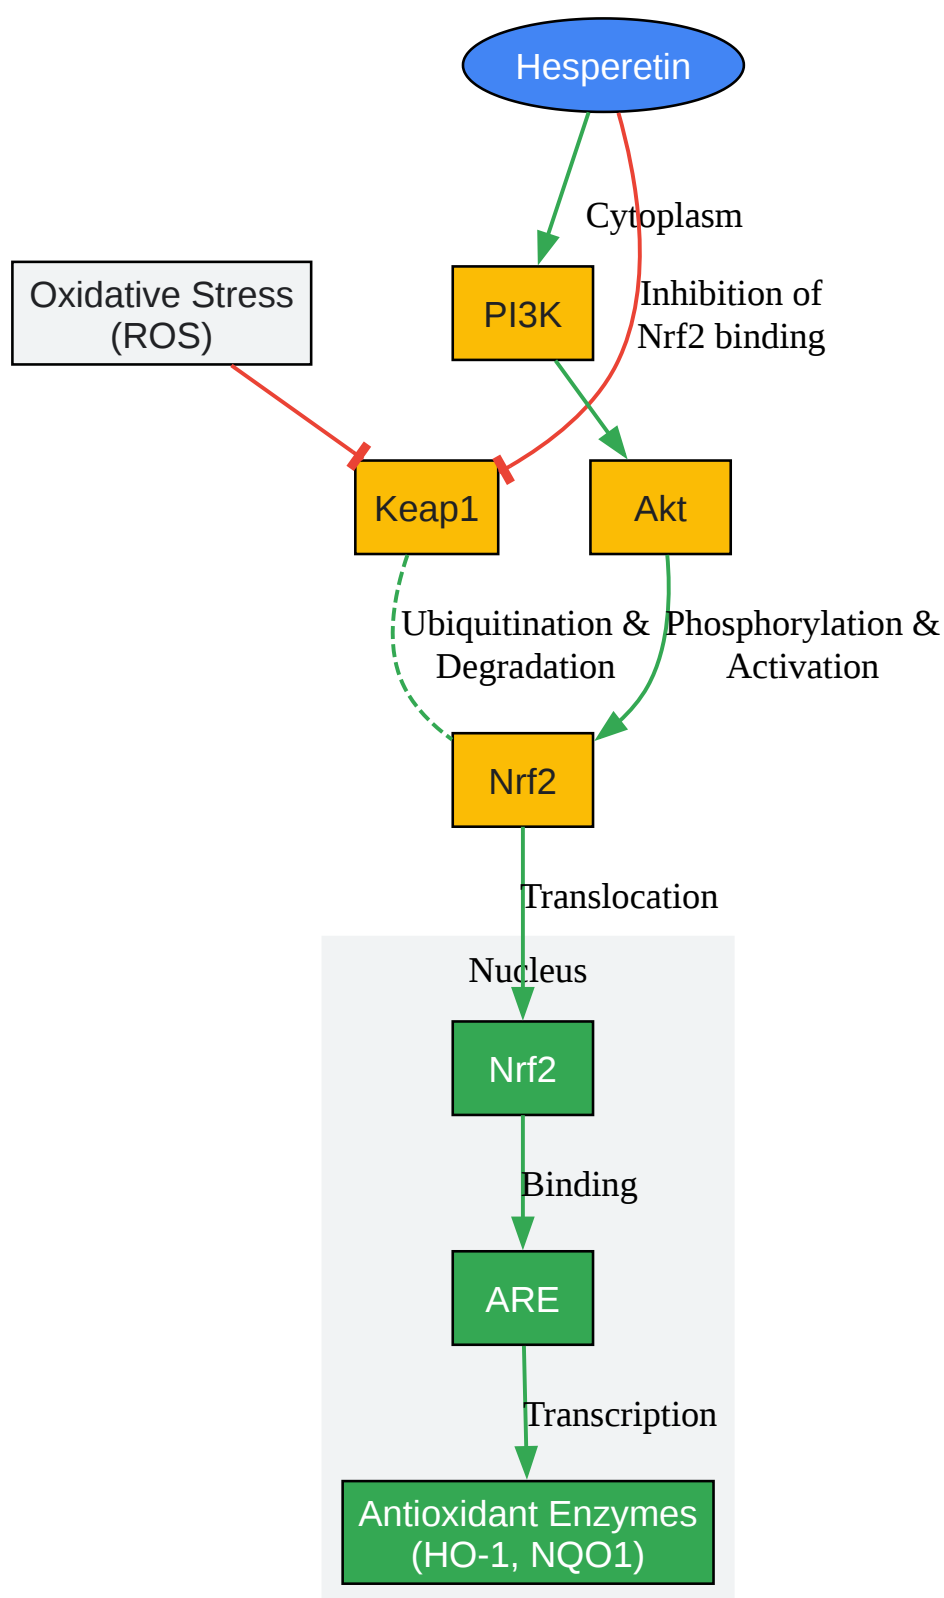 Hesperetin
Cytoplasm
Oxidative Stress
(ROS)
PI3K
Inhibition of
Nrf2 binding
Keap1
Akt
Ubiquitination &
Degradation
Phosphorylation &
Activation
Nrf2
Translocation
Nucleus
Nrf2
Binding
ARE
Transcription
Antioxidant Enzymes
(HO-1, NQO1)